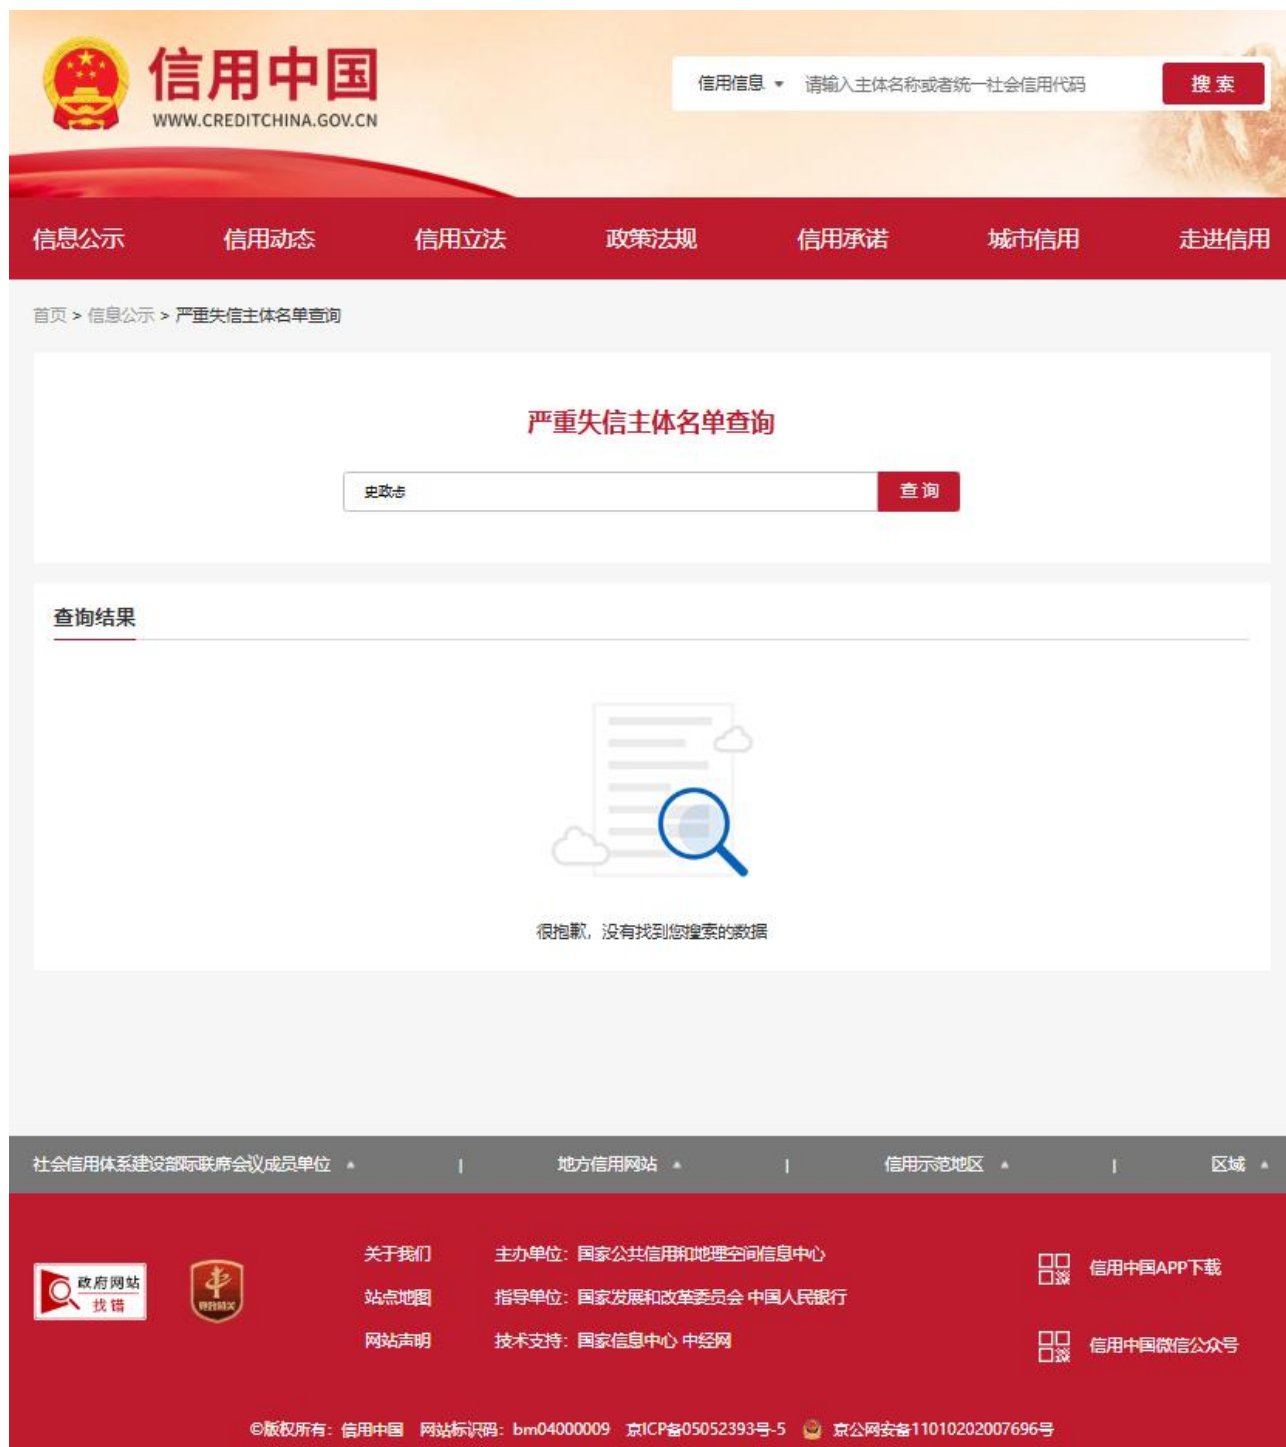 信用中国
WWW.CREDITCHINA.GOV.CN
信用信息 请输入主体名称或者统一社会信用代码 搜索
信息公示 信用动态 信用立法 政策法规 信用承诺 城市信用 走进信用
首页 > 信息公示 > 严重失信主体名单查询
严重失信主体名单查询
史政 查询
查询结果
很抱歉，没有找到您搜索的数据
社会信用体系建设部际联席会议成员单位 | 地方信用网站 | 信用示范地区 | 区域
政府网站
找错
关于我们 主办单位：国家公共信用和地理空间信息中心
信用中国APP下载
站点地图 指导单位：国家发展和改革委员会 中国人民银行
网站声明 技术支持：国家信息中心 中经网
信用中国微信公众号
©版权所有：信用中国 网站标识码：bm04000009 京ICP备05052393号-5 京公网安备11010202007696号